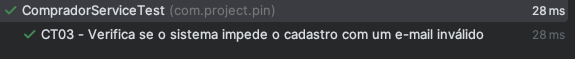 CompradorServiceTest (com.project.pin) 28 ms
CT03 - Verifica se o sistema impede o cadastro com um e-mail inválido 28 ms